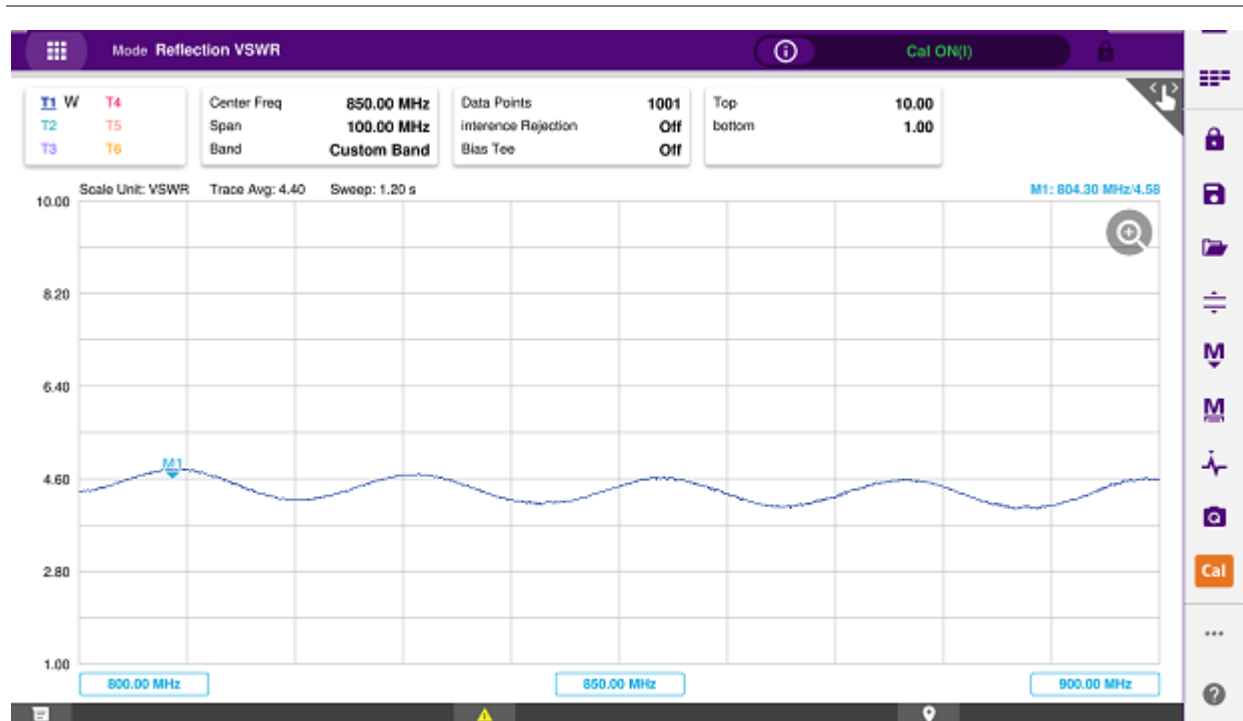 Mode Reflection VSWR
Cal ON(I)
T1 W T4
T2 T5
T3 T6
Center Freq 850.00 MHz
Span 100.00 MHz
Band Custom Band
Data Points 1001
interence Rejection Off
Bias Tee Off
Top 10.00
bottom 1.00
Scale Unit: VSWR Trace Avg: 4.40 Sweep: 1.20 s M1: 804.30 MHz/4.58
10.00
8.20
6.40
M1
4.60
2.80
1.00
800.00 MHz 850.00 MHz 900.00 MHz
M
M
Cal